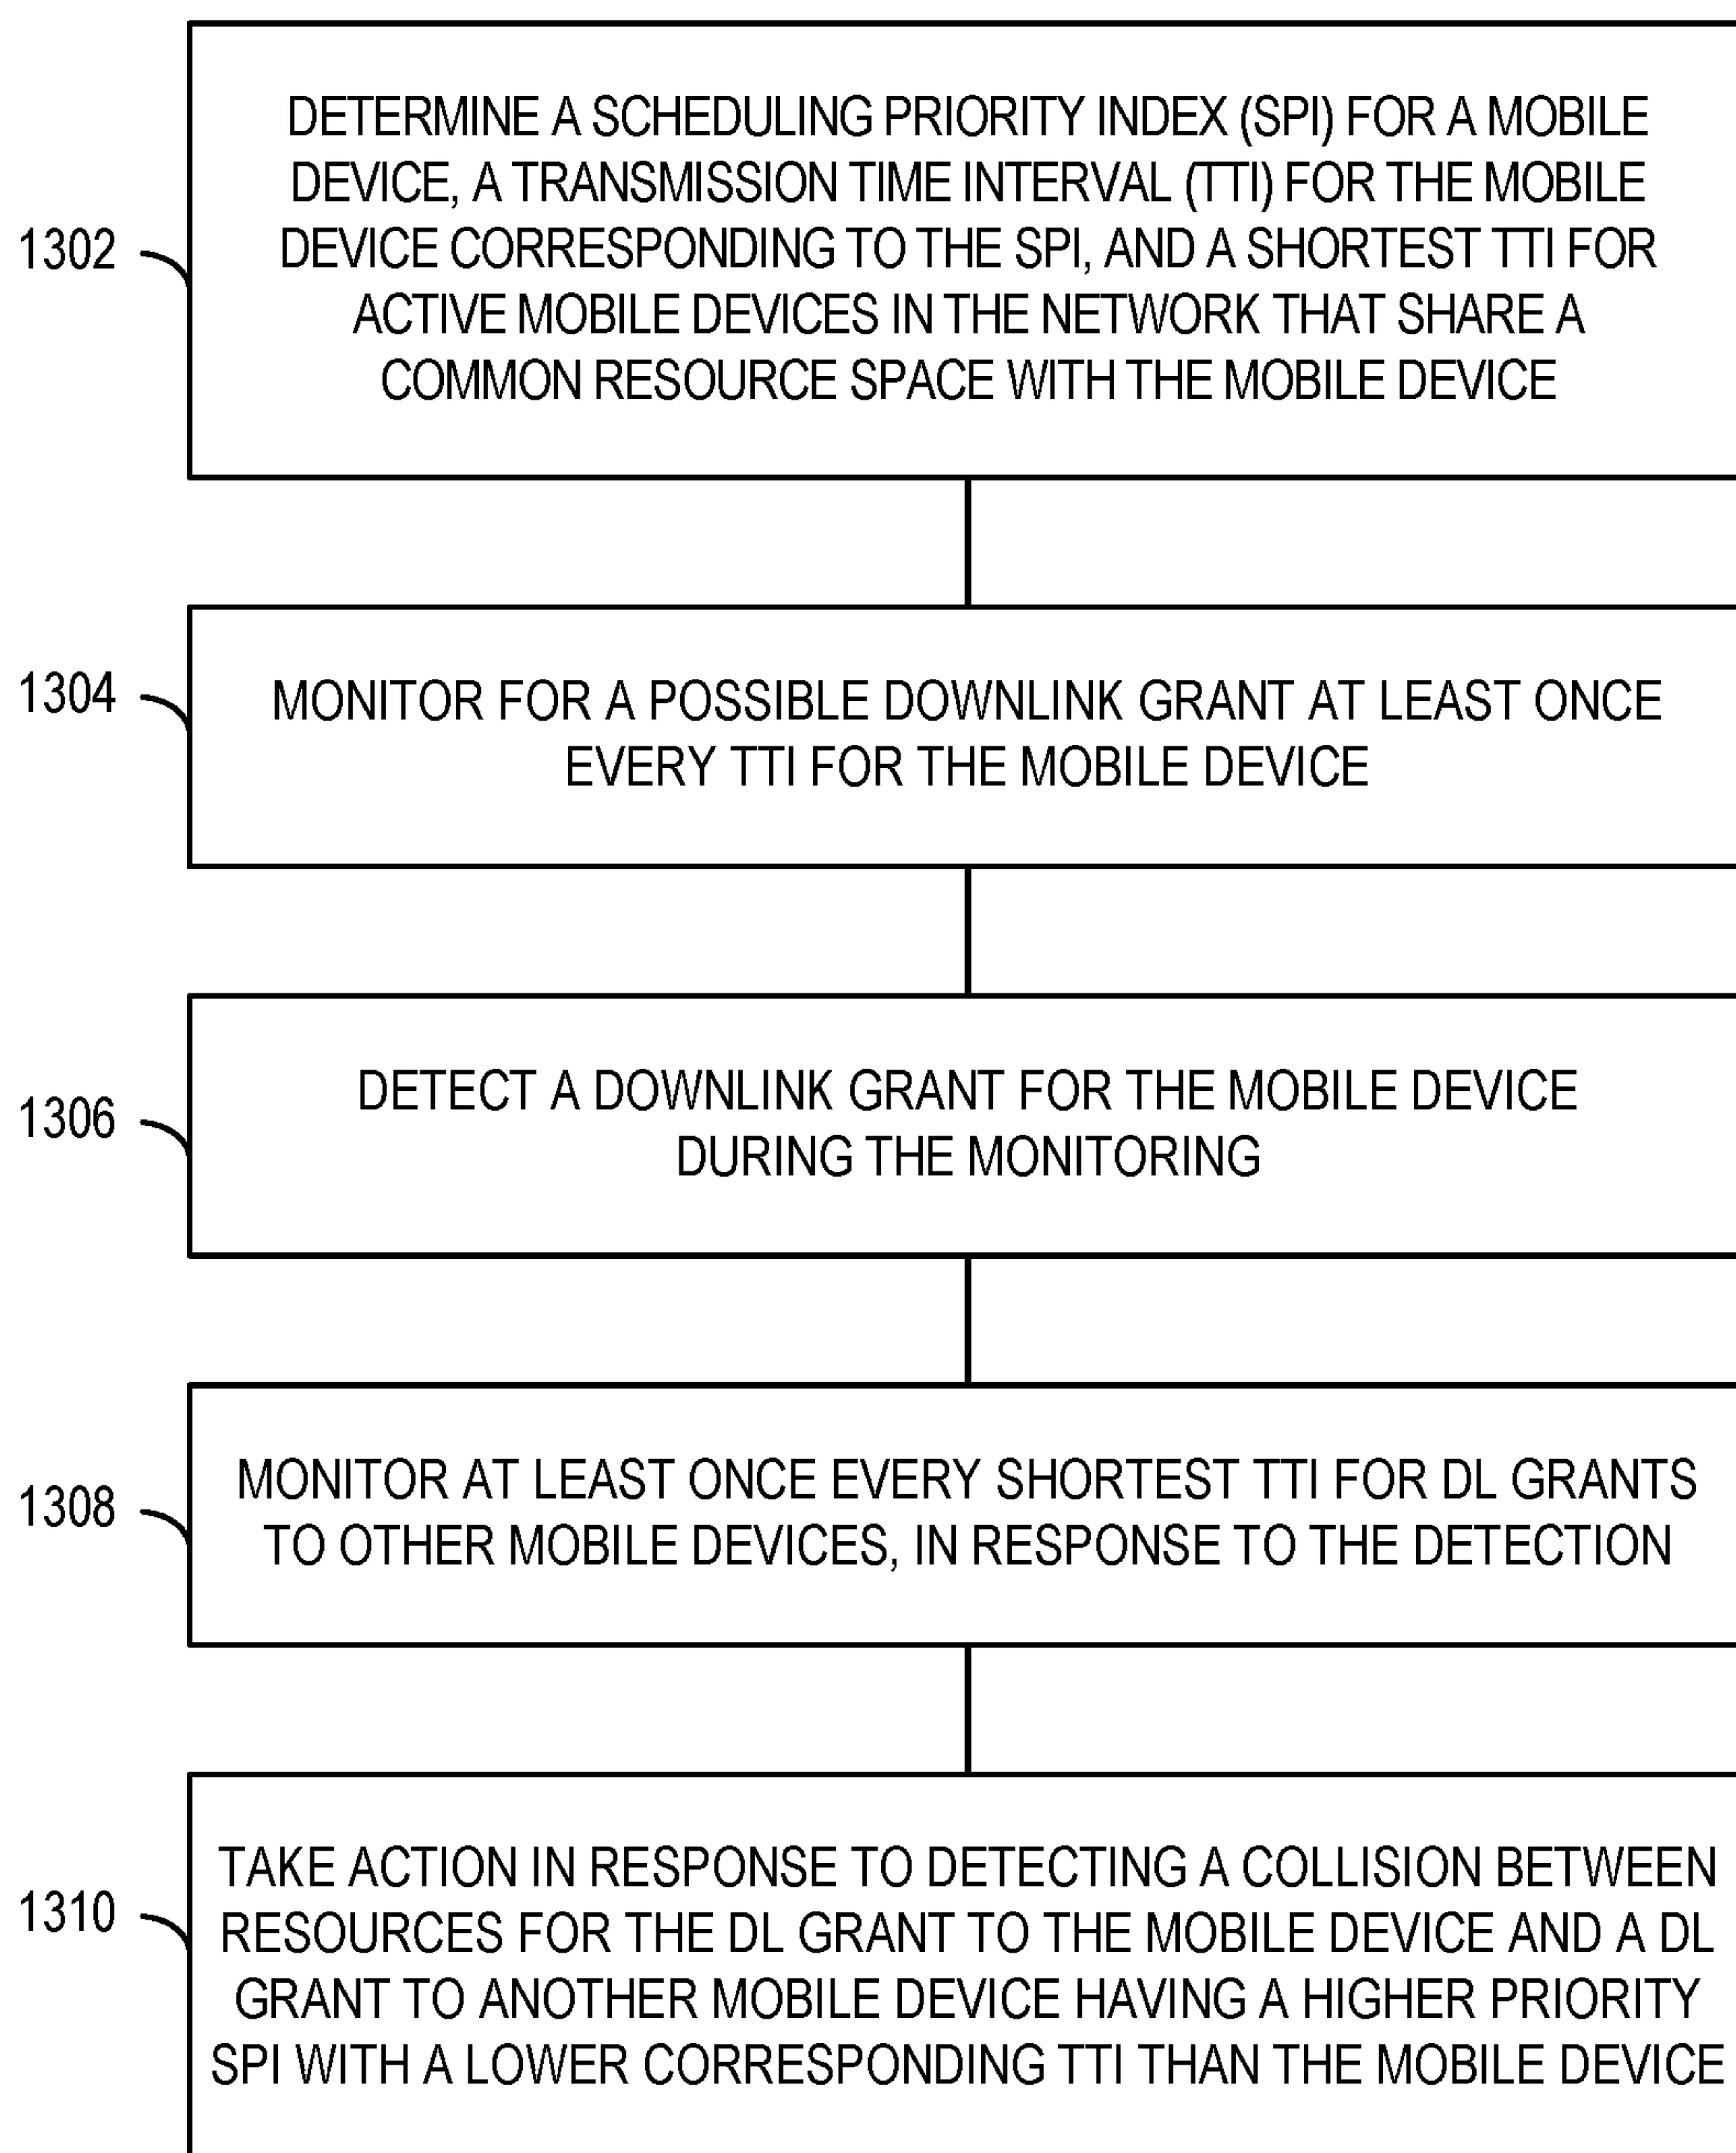 DETERMINE A SCHEDULING PRIORITY INDEX (SPI) FOR A MOBILE
DEVICE, A TRANSMISSION TIME INTERVAL (TTI) FOR THE MOBILE
1302
DEVICE CORRESPONDING TO THE SPI, AND A SHORTEST TTI FOR
ACTIVE MOBILE DEVICES IN THE NETWORK THAT SHARE A
COMMON RESOURCE SPACE WITH THE MOBILE DEVICE
1304
MONITOR FOR A POSSIBLE DOWNLINK GRANT AT LEAST ONCE
EVERY TTI FOR THE MOBILE DEVICE
1306
DETECT A DOWNLINK GRANT FOR THE MOBILE DEVICE
DURING THE MONITORING
1308
MONITOR AT LEAST ONCE EVERY SHORTEST TTI FOR DL GRANTS
TO OTHER MOBILE DEVICES, IN RESPONSE TO THE DETECTION
1310
TAKE ACTION IN RESPONSE TO DETECTING A COLLISION BETWEEN
RESOURCES FOR THE DL GRANT TO THE MOBILE DEVICE AND A DL
GRANT TO ANOTHER MOBILE DEVICE HAVING A HIGHER PRIORITY
SPI WITH A LOWER CORRESPONDING TTI THAN THE MOBILE DEVICE